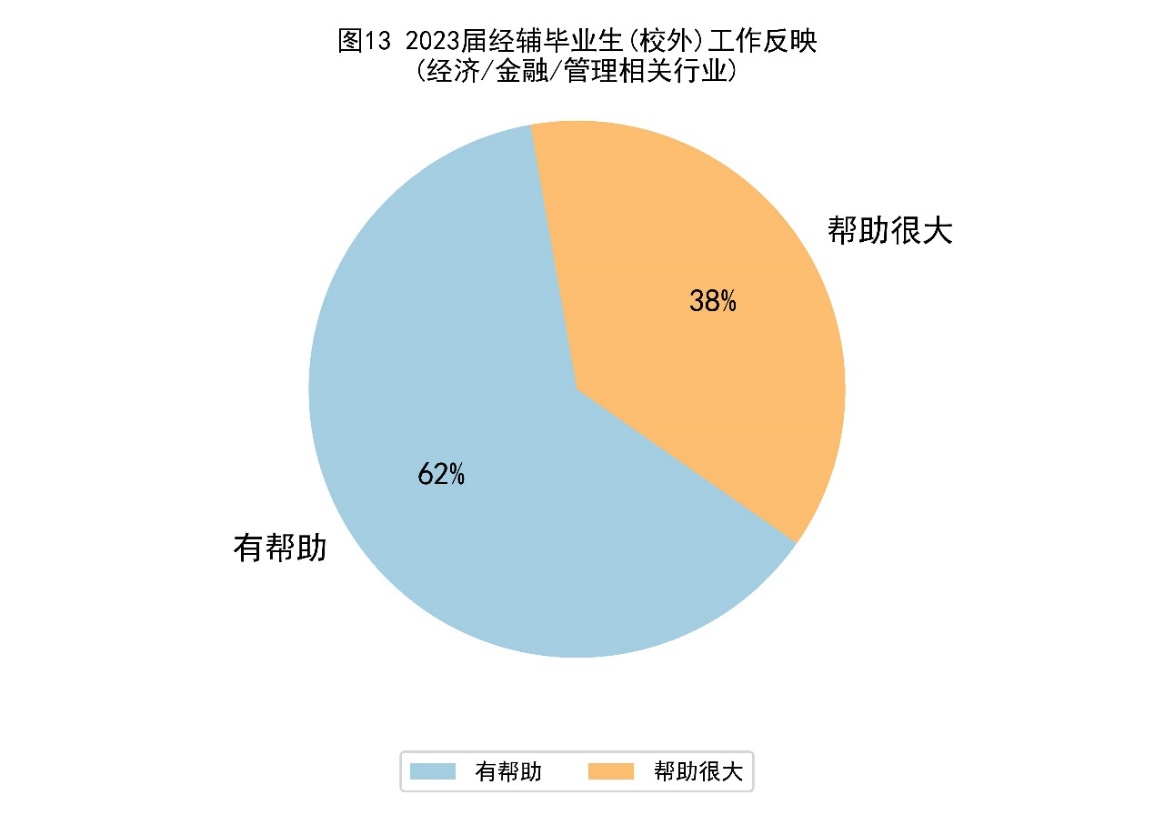 图13 2023届经辅毕业生(校外)工作反映
(经济/金融/管理相关行业)
帮助很大
38%
62%
有帮助
有帮助 帮助很大